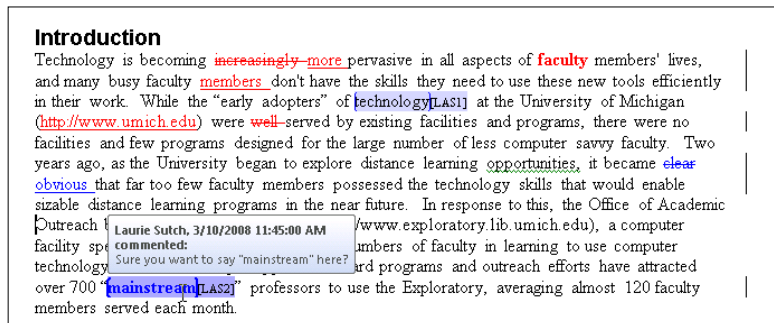 Introduction
Technology is becoming increasingly more pervasive in all aspects of faculty members' lives,
and many busy faculty members don't have the skills they need to use these new tools efficiently
in their work. While the “early adopters” of technology[LAS1] at the University of Michigan
(http://www.umich.edu) were well served by existing facilities and programs, there were no
facilities and few programs designed for the large number of less computer savvy faculty. Two
years ago, as the University began to explore distance learning opportunities, it became clear
obvious that far too few faculty members possessed the technology skills that would enable
sizable distance learning programs in the near future. In response to this, the Office of Academic
Outreach /www.exploratory.lib.umich.edu), a computer
Laurie Sutch, 3/10/2008 11:45:00 AM
commented:
Sure you want to say "mainstream" here?
facility of faculty in learning to use computer
technology programs and outreach efforts have attracted
over 700 “mainstream[LAS2]” professors to use the Exploratory, averaging almost 120 faculty
members served each month.